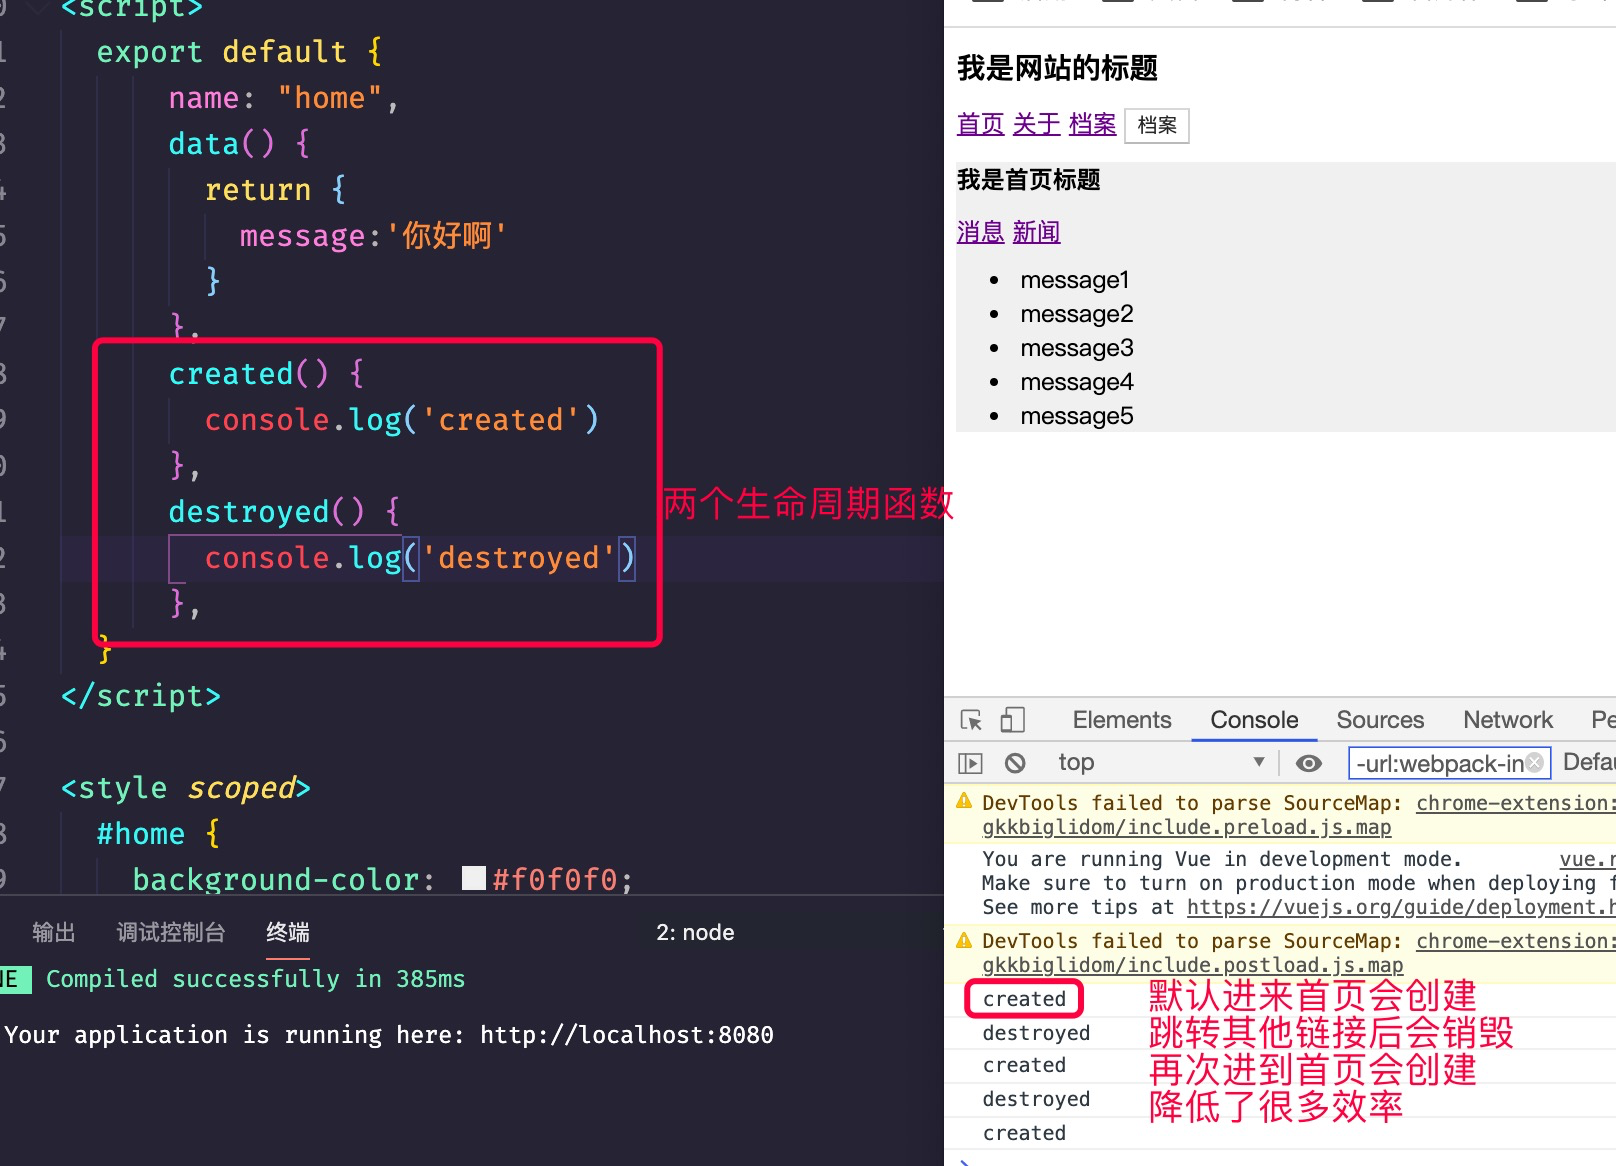 <script>
export default {
name: "home",
data() {
return {
message:'你好啊'
}
},
created() {
console.log('created')
},
destroyed() {
console.log('destroyed')
},
}
</script>
<style scoped>
#home {
background-color: #f0f0f0;
两个生命周期函数
输出 调试控制台 终端 2: node
Compiled successfully in 385ms
Your application is running here: http://localhost:8080
我是网站的标题
首页 关于 档案 档案
我是首页标题
消息 新闻
• message1
• message2
• message3
• message4
• message5
Elements Console Sources Network
top ▼ -url:webpack-in
DevTools failed to parse SourceMap: chrome-extension:
gkkbiglidom/include.preload.js.map
You are running Vue in development mode.
Make sure to turn on production mode when deploying
See more tips at https://vuejs.org/guide/deployment.h
DevTools failed to parse SourceMap: chrome-extension:
gkkbiglidom/include.postload.js.map
created 默认进来首页会创建
destroyed 跳转其他链接后会销毁
created 再次进到首页会创建
destroyed 降低了很多效率
created